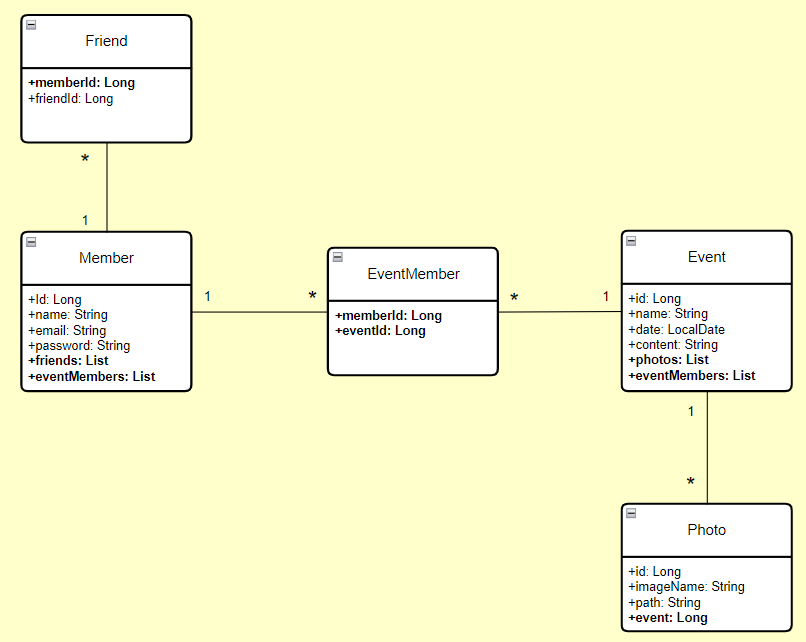 Friend
+memberId: Long
+friendId: Long
*
1
Member
+Id: Long
+name: String
+email: String
+password: String
+friends: List
+eventMembers: List
1
*
EventMember
+memberId: Long
+eventId: Long
*
1
Event
+id: Long
+name: String
+date: LocalDate
+content: String
+photos: List
+eventMembers: List
1
*
Photo
+id: Long
+imageName: String
+path: String
+event: Long